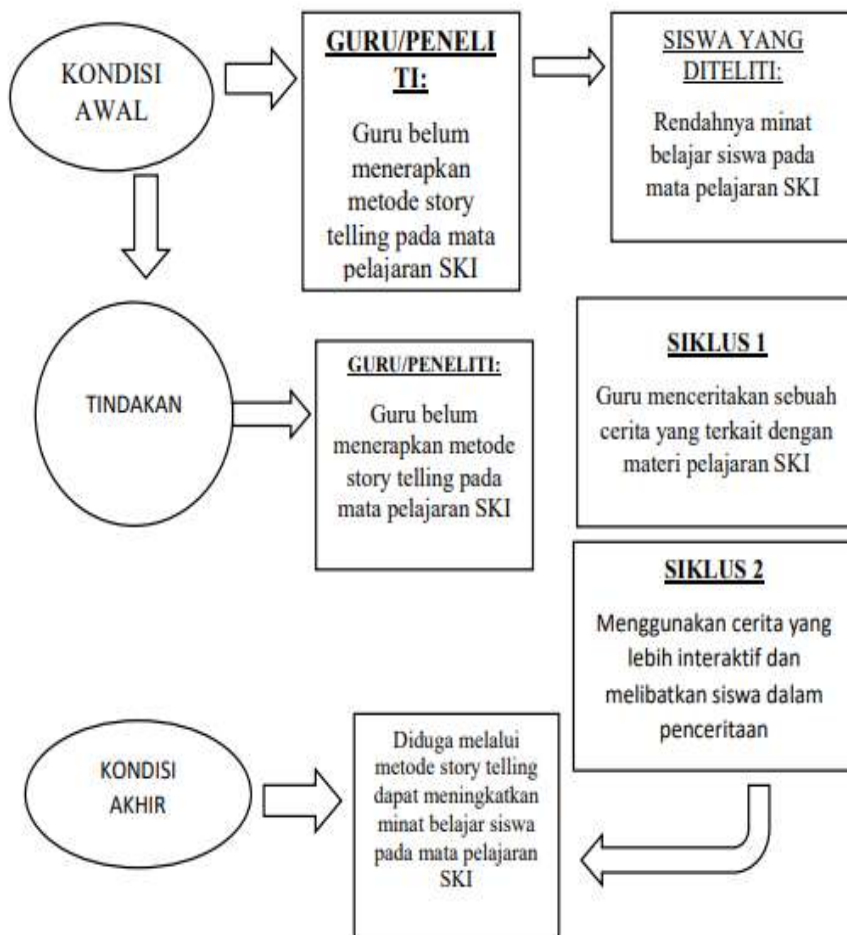 KONDISI
AWAL
GURU/PENELI
TI:
Guru belum
menerapkan
metode story
telling pada mata
pelajaran SKI
SISWA YANG
DITELITI:
Rendahnya minat
belajar siswa pada
mata pelajaran SKI
TINDAKAN
GURU/PENELITI:
Guru belum
menerapkan metode
story telling pada
mata pelajaran SKI
SIKLUS 1
Guru menceritakan sebuah
cerita yang terkait dengan
materi pelajaran SKI
SIKLUS 2
Menggunakan cerita yang
lebih interaktif dan
melibatkan siswa dalam
penceritaan
KONDISI
AKHIR
Diduga melalui
metode story telling
dapat meningkatkan
minat belajar siswa
pada mata pelajaran
SKI